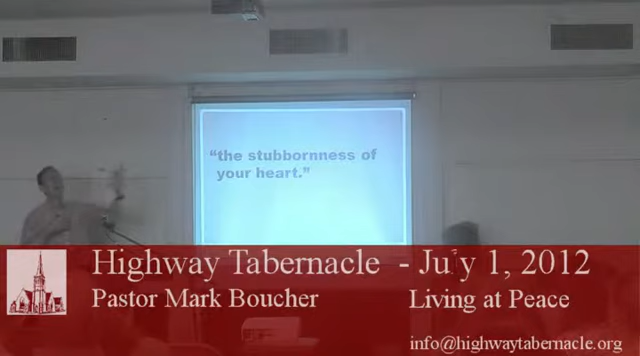 “the stubbornness of
your heart.”
Highway Tabernacle - July 1, 2012
Pastor Mark Boucher
Living at Peace
info@highwaytabernacle.org